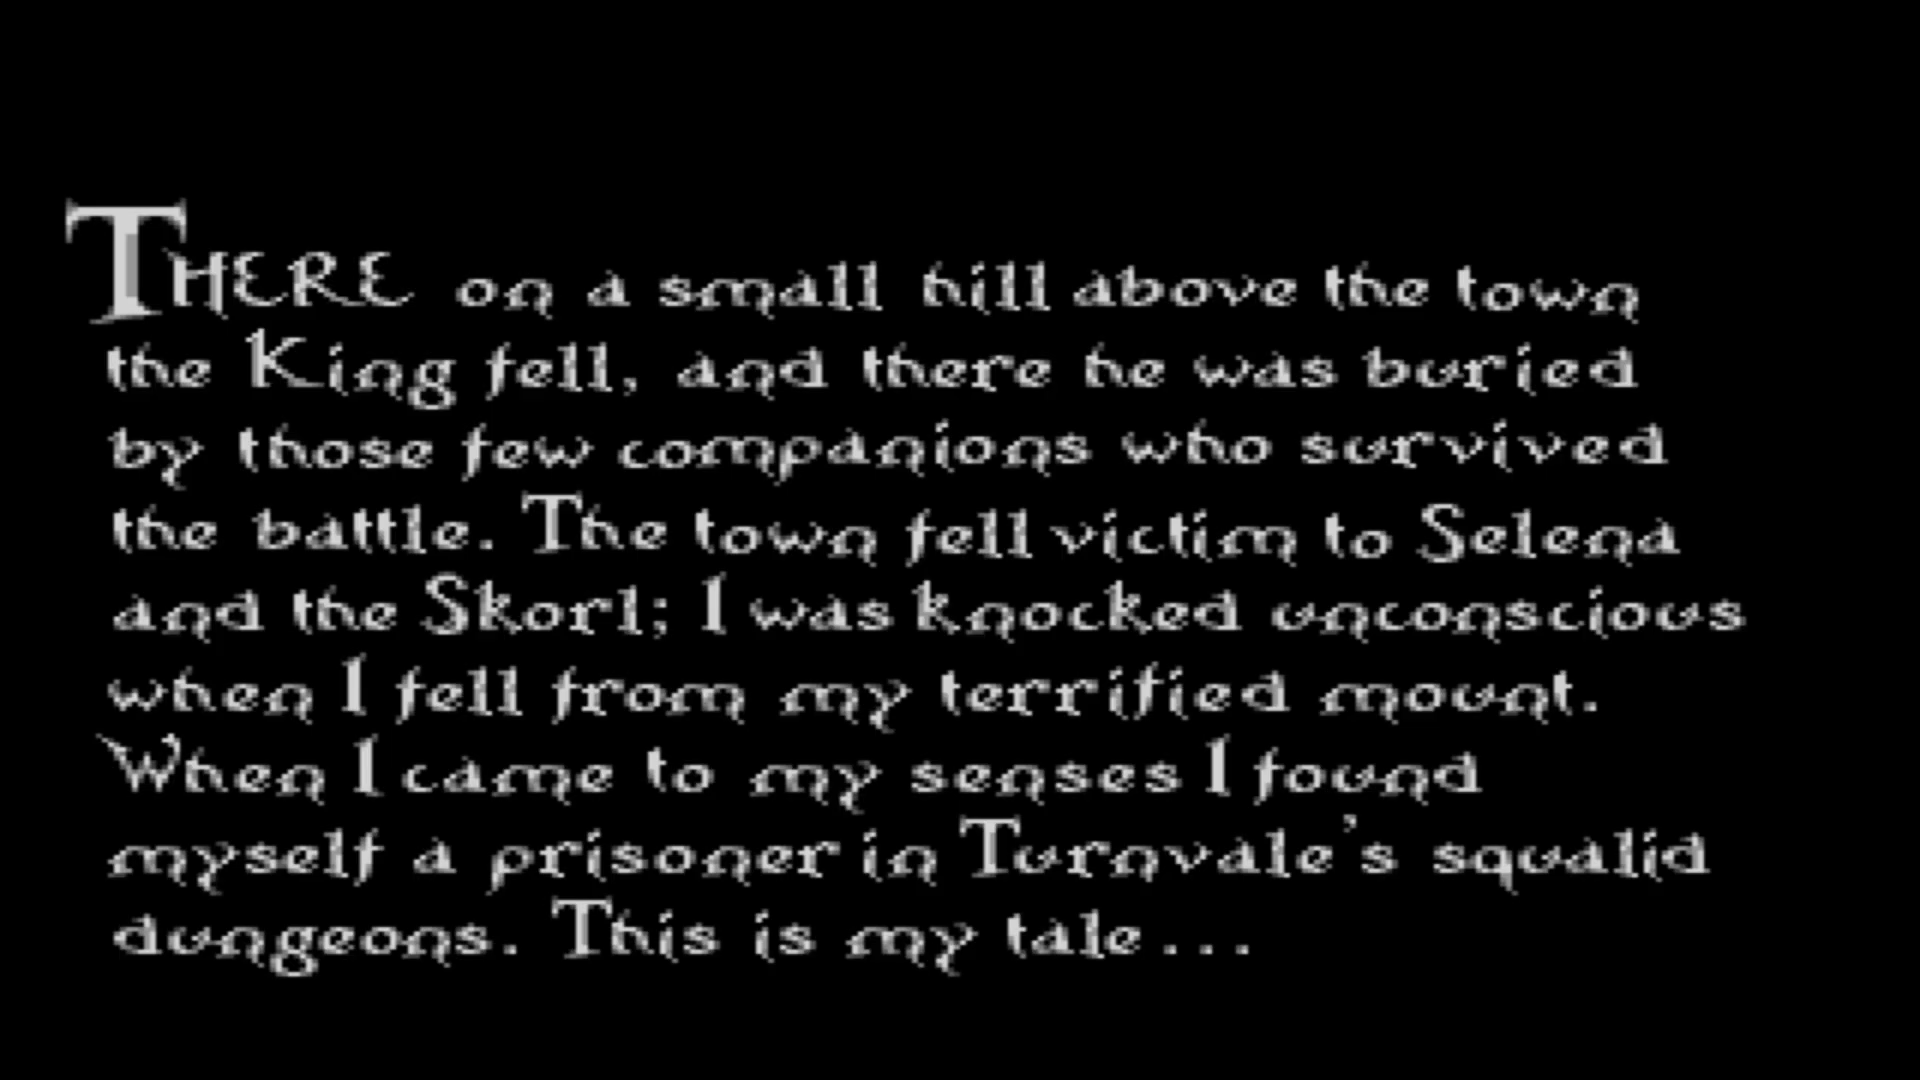 THERE on a small hill above the town
the King fell, and there he was buried
by those few companions who survived
the battle. The town fell victim to Selena
and the Skorl; I was knocked unconscious
when I fell from my terrified mount.
When I came to my senses I found
myself a prisoner in Turnvale's squalid
dungeons. This is my tale...